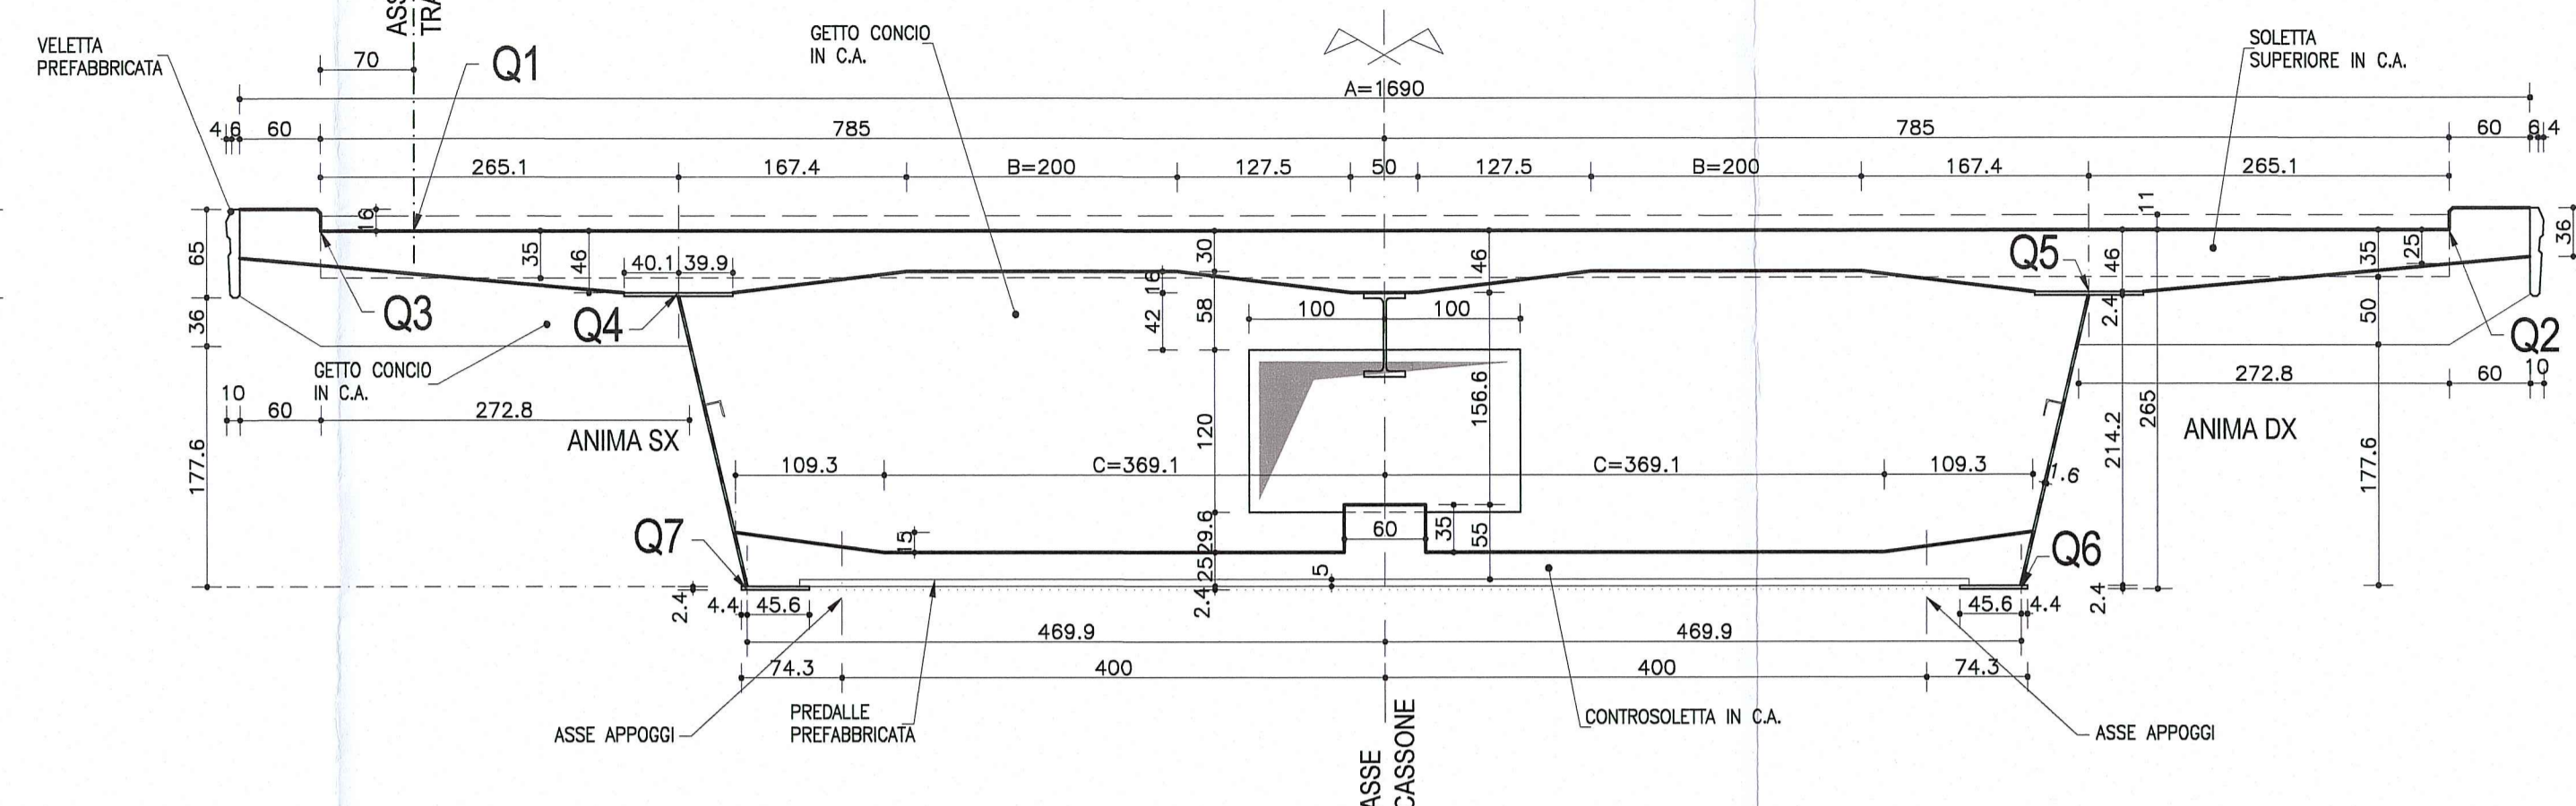 ASS
TRA
VELETTA
PREFABBRICATA
70
Q1
GETTO CONCIO
IN C.A.
SOLETTA
SUPERIORE IN C.A.
A=1690
4 6 60 785 785 60 6 4
265.1 167.4 B=200 127.5 50 127.5 B=200 167.4 265.1
16
11
65
35
46
40.1 39.9
30
16
58
42
46
Q5
46
35
25
36
Q3
Q4
100 100
2.4
50
Q2
36
GETTO CONCIO
IN C.A.
10 60 272.8
272.8 60 10
ANIMA SX
ANIMA DX
177.6
120
156.6
214.2
265
177.6
109.3 C=369.1 C=369.1 109.3
1.6
Q7
15
29.6
25
60
35
55
5
Q6
2.4
4.4 45.6
2.4
45.6 4.4
2.4
469.9 469.9
74.3 400 400 74.3
ASSE APPOGGI
PREDALLE
PREFABBRICATA
ASSE
CASSONE
CONTROSOLETTA IN C.A.
ASSE APPOGGI